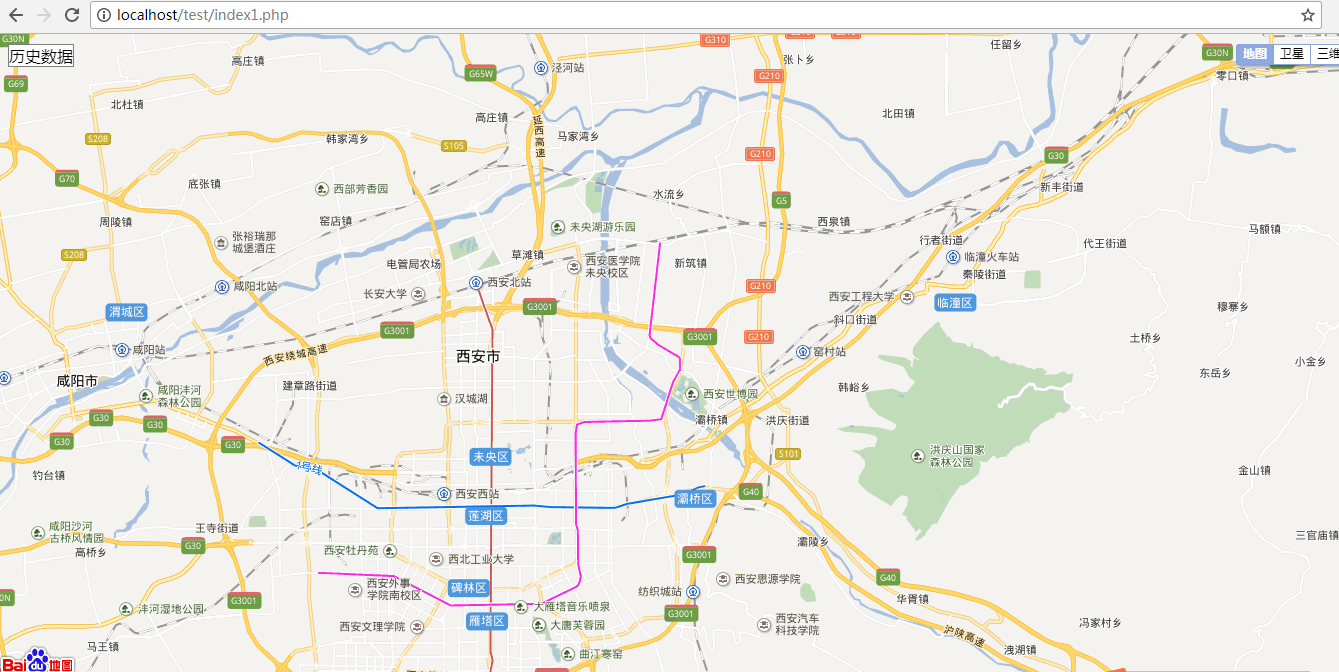 localhost/test/index1.php
G30N
历史数据
高庄镇
G65W
泾河站
G310
张卜乡
任留乡
G30N
地图
卫星
三维
零口镇
G69
G210
北杜镇
高庄镇
延西高速
马家湾乡
北田镇
S208
韩家湾乡
S105
G210
G30
G70
底张镇
西部芳香园
水流乡
G5
新丰街道
周陵镇
窑店镇
未央湖游乐园
西泉镇
马额镇
张裕瑞那
城堡酒庄
行者街道
代王街道
S208
电管局农场
草滩镇
西安医学院
未央校区
新筑镇
临潼火车站
秦陵街道
咸阳北站
长安大学
西安北站
G210
西安工程大学
临潼区
渭城区
G3001
穆寨乡
斜口街道
G3001
G3001
G210
土桥乡
咸阳站
西安绕城高速
西安市
窑村站
小金乡
咸阳市
建章路街道
韩峪乡
东岳乡
咸阳沣河
森林公园
汉城湖
西安世博园
G30
G30
灞桥镇
洪庆街道
G30
G30
未央区
S101
洪庆山国家
森林公园
1号线
钓台镇
金山镇
西安西站
灞桥区
G40
莲湖区
咸阳沙河
古桥风情园
王寺街道
三官庙镇
高桥乡
G30
西安牡丹苑
西北工业大学
G3001
灞陵乡
西安外事
学院南校区
碑林区
纺织城站
西安思源学院
G40
0N
G3001
沣河湿地公园
大雁塔音乐喷泉
G3001
华胥镇
西安文理学院
雁塔区
大唐芙蓉园
西安汽车
科技学院
沪陕高速
冯家村乡
马王镇
曲江寒窑
洩湖镇
Bai du 地图